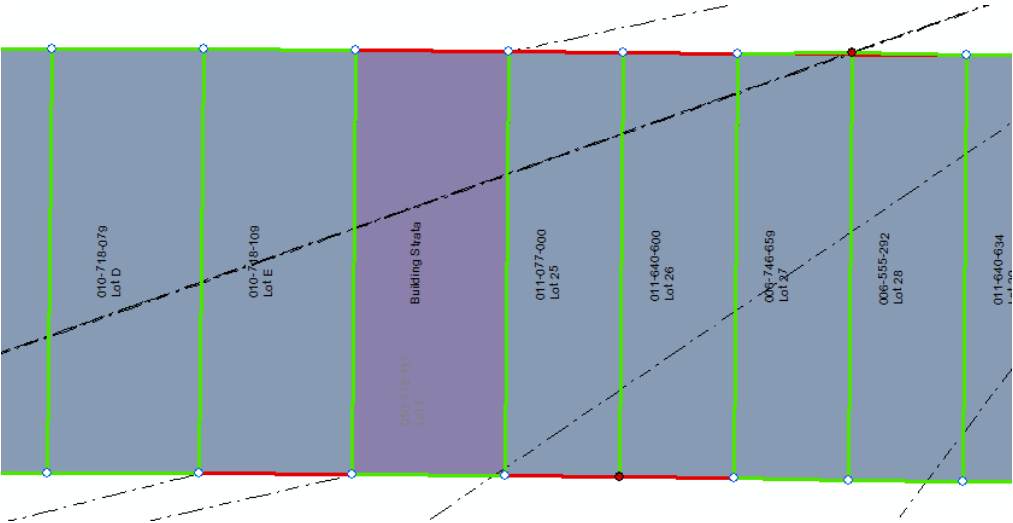 010-718-079
Lot D
010-718-109
Lot E
Building Strata
011-077-000
Lot 25
011-640-600
Lot 26
006-746-659
Lot 27
006-555-292
Lot 28
011-640-634